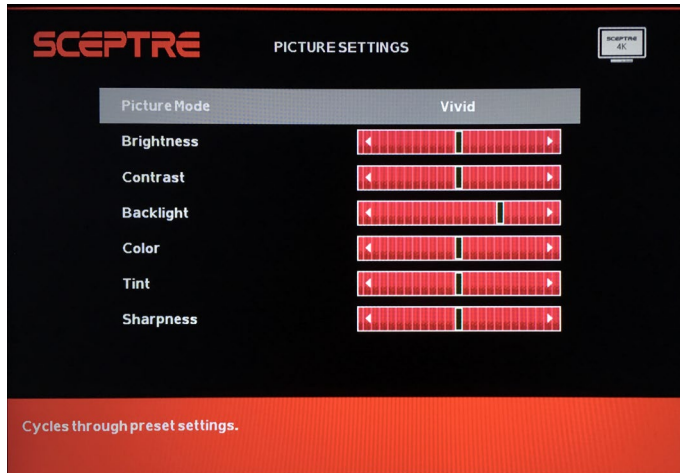 SCEPTRE
PICTURE SETTINGS
SCEPTRE
4K
Picture Mode Vivid
Brightness
Contrast
Backlight
Color
Tint
Sharpness
Cycles through preset settings.